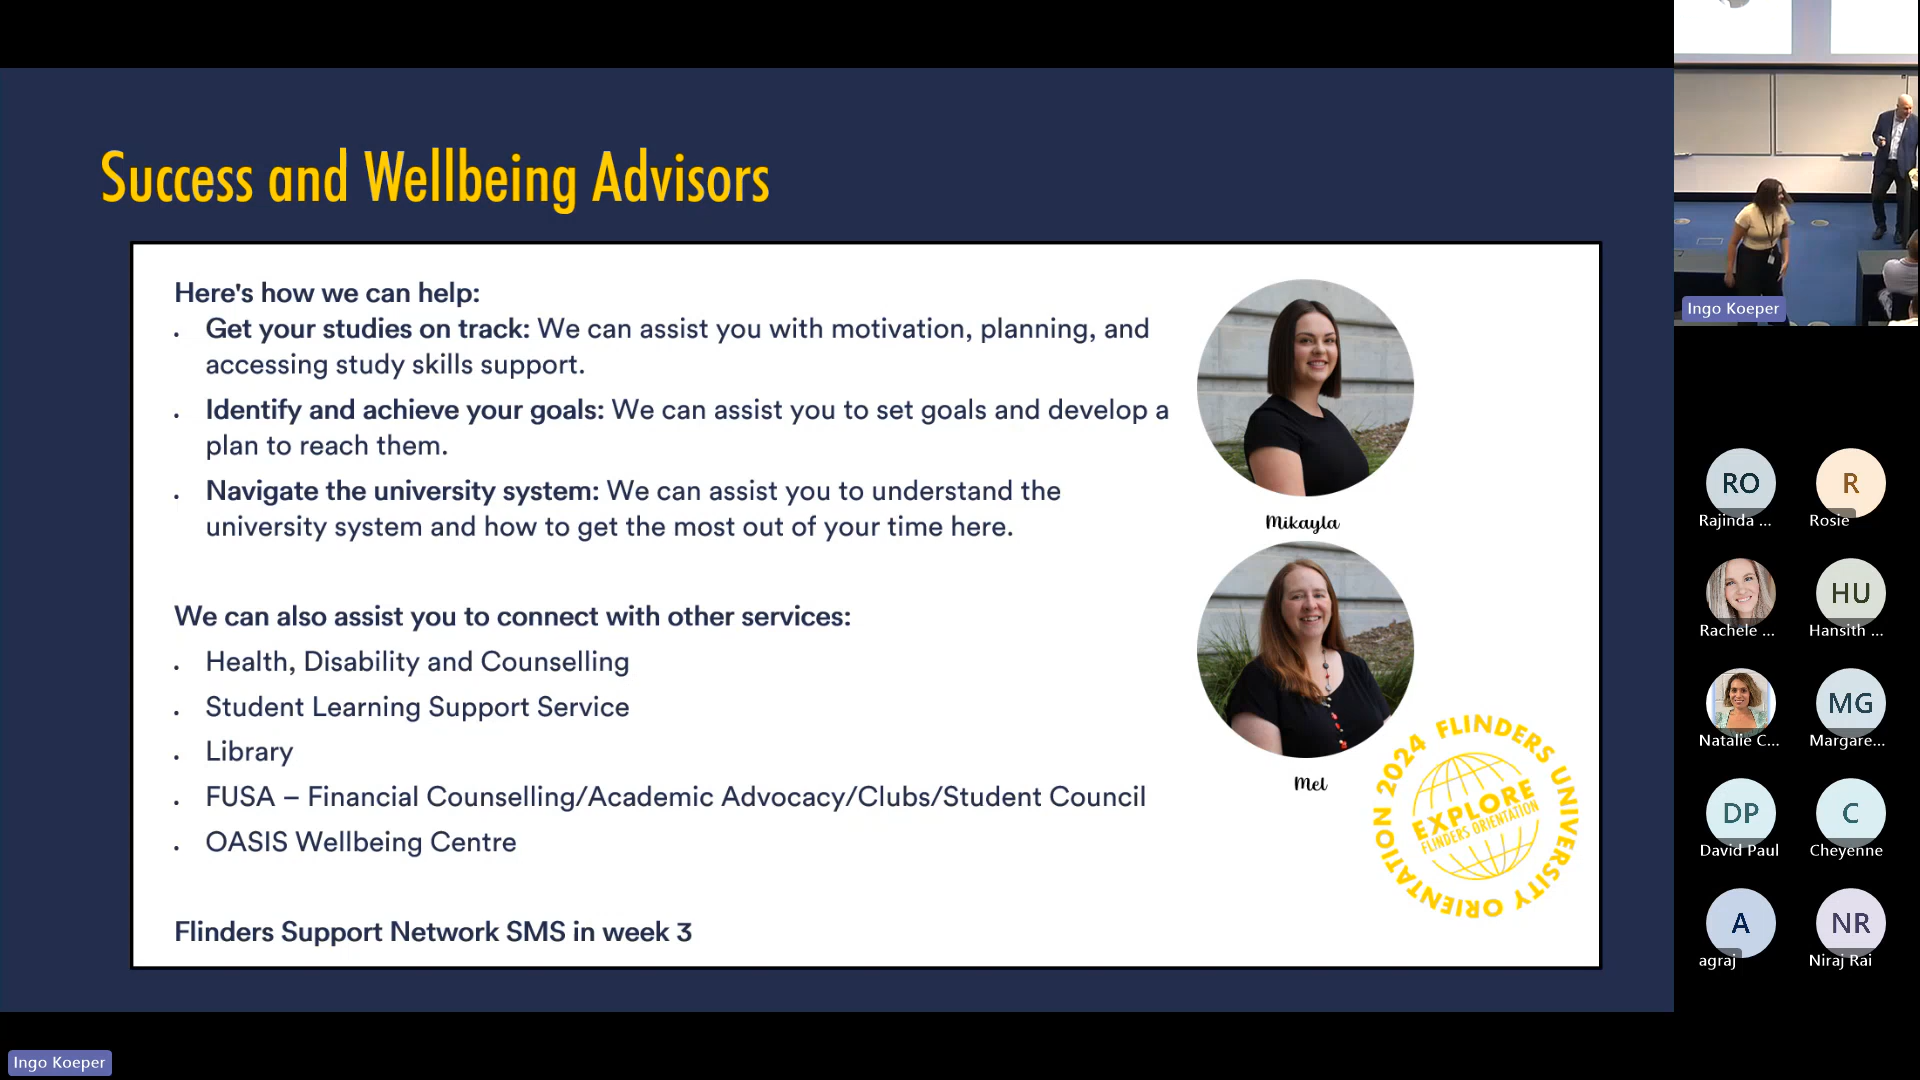 Success and Wellbeing Advisors
Here's how we can help:
Get your studies on track: We can assist you with motivation, planning, and
accessing study skills support.
Identify and achieve your goals: We can assist you to set goals and develop a
plan to reach them.
Navigate the university system: We can assist you to understand the
university system and how to get the most out of your time here.
We can also assist you to connect with other services:
Health, Disability and Counselling
Student Learning Support Service
Library
FUSA – Financial Counselling/Academic Advocacy/Clubs/Student Council
OASIS Wellbeing Centre
Flinders Support Network SMS in week 3
Mikayla
Mel
FLINDERS UNIVERSITY ORIENTATION 2024
EXPLORE
FLINDERS ORIENTATION
Ingo Koeper
RO R
Rajinda ... Rosie
HU
Rachele ... Hansith ...
MG
Natalie C... Margare...
DP C
David Paul Cheyenne
A NR
agraj Niraj Rai
Ingo Koeper